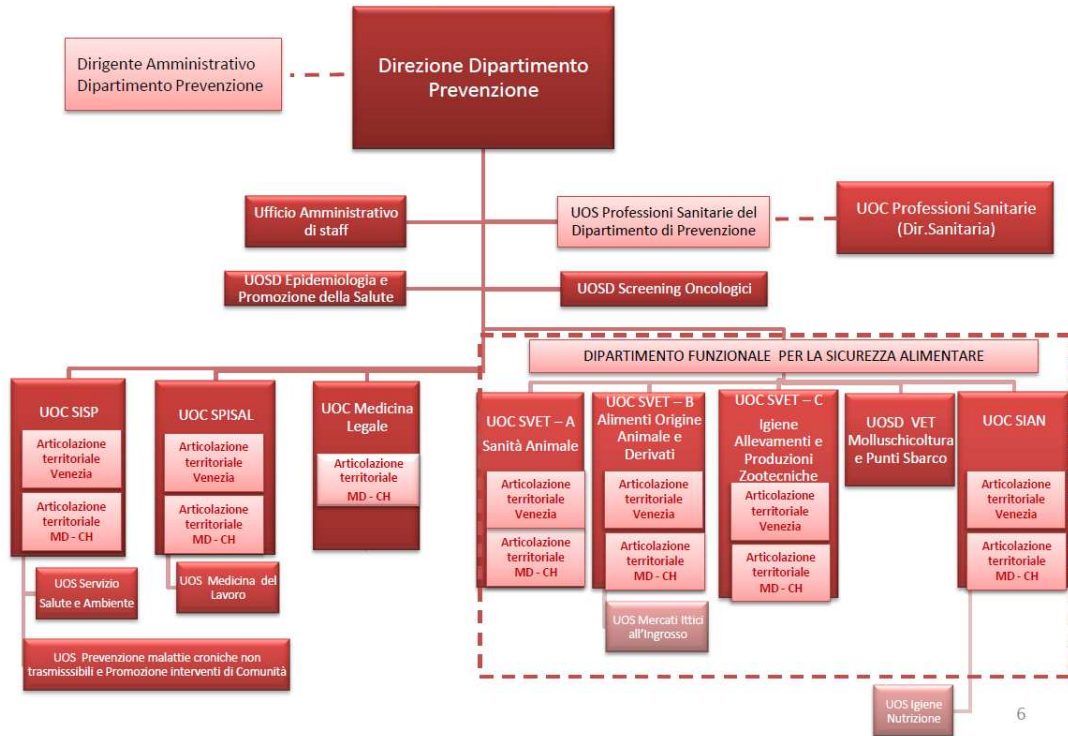 Dirigente Amministrativo
Dipartimento Prevenzione
Direzione Dipartimento
Prevenzione
Ufficio Amministrativo
di staff
UOS Professioni Sanitarie del
Dipartimento di Prevenzione
UOC Professioni Sanitarie
(Dir.Sanitaria)
UOSD Epidemiologia e
Promozione della Salute
UOSD Screening Oncologici
DIPARTIMENTO FUNZIONALE PER LA SICUREZZA ALIMENTARE
UOC SISP
Articolazione
territoriale
Venezia
Articolazione
territoriale
MD - CH
UOS Servizio
Salute e Ambiente
UOS Prevenzione malattie croniche non
trasmisssibili e Promozione interventi di Comunità
UOC SPISAL
Articolazione
territoriale
Venezia
Articolazione
territoriale
MD - CH
UOS Medicina del
Lavoro
UOC Medicina
Legale
Articolazione
territoriale
MD - CH
UOC SVET – A
Sanità Animale
Articolazione
territoriale
Venezia
Articolazione
territoriale
MD - CH
UOC SVET – B
Alimenti Origine
Animale e
Derivati
Articolazione
territoriale
Venezia
Articolazione
territoriale
MD - CH
UOS Mercati Ittici
all'Ingrosso
UOC SVET – C
Igiene
Allevamenti e
Produzioni
Zootecniche
Articolazione
territoriale
Venezia
Articolazione
territoriale
MD - CH
UOSD VET
Molluschicoltura
e Punti Sbarco
UOC SIAN
Articolazione
territoriale
Venezia
Articolazione
territoriale
MD - CH
UOS Igiene
Nutrizione
6